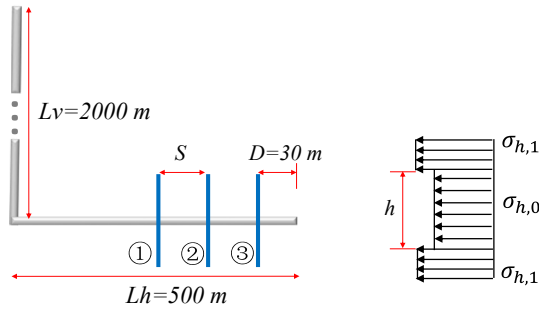 Lv=2000 m
S
D=30 m
① ② ③
Lh=500 m
σh,1
h
σh,0
σh,1